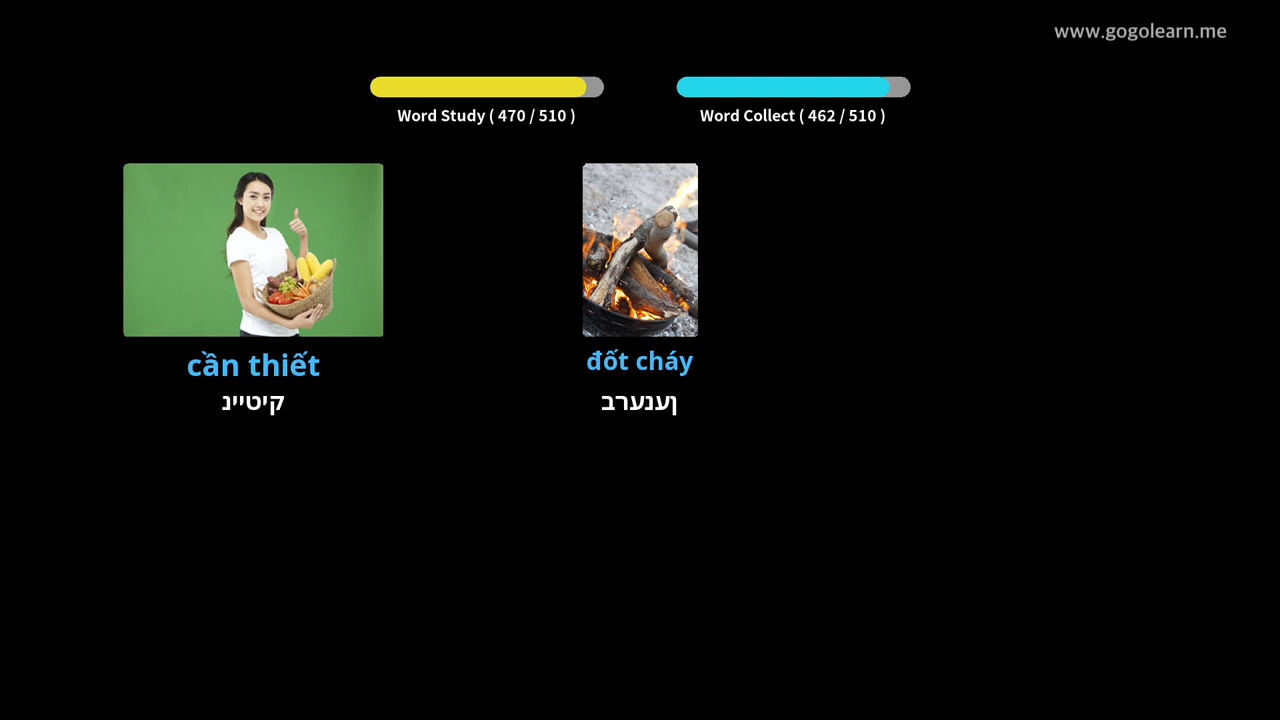 www.gogolearn.me
Word Study ( 470 / 510 )
Word Collect ( 462 / 510 )
cần thiết
קיטיינ
đốt cháy
ןענערב